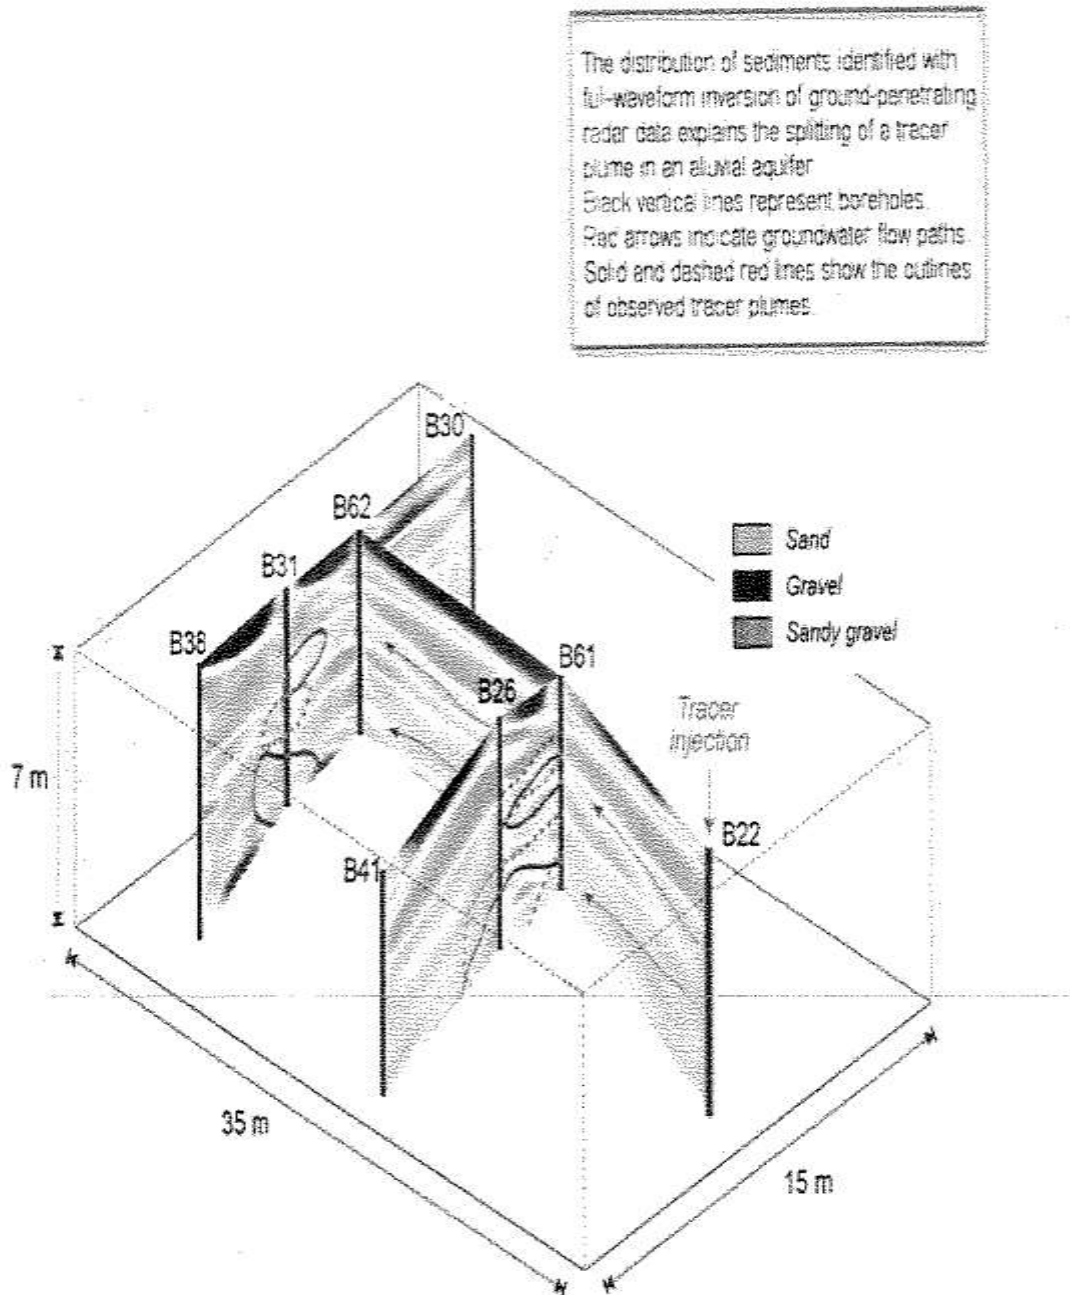 The distribution of sediments identified with
full-waveform inversion of ground-penetrating
radar data explains the splitting of a tracer
plume in an alluvial aquifer
Black vertical lines represent boreholes.
Red arrows indicate groundwater flow paths.
Solid and dashed red lines show the outlines
of observed tracer plumes.
B30
B62
B31
B38
Sand
Gravel
Sandy gravel
B61
B26
Tracer
injection
7 m
B22
B41
35 m
15 m